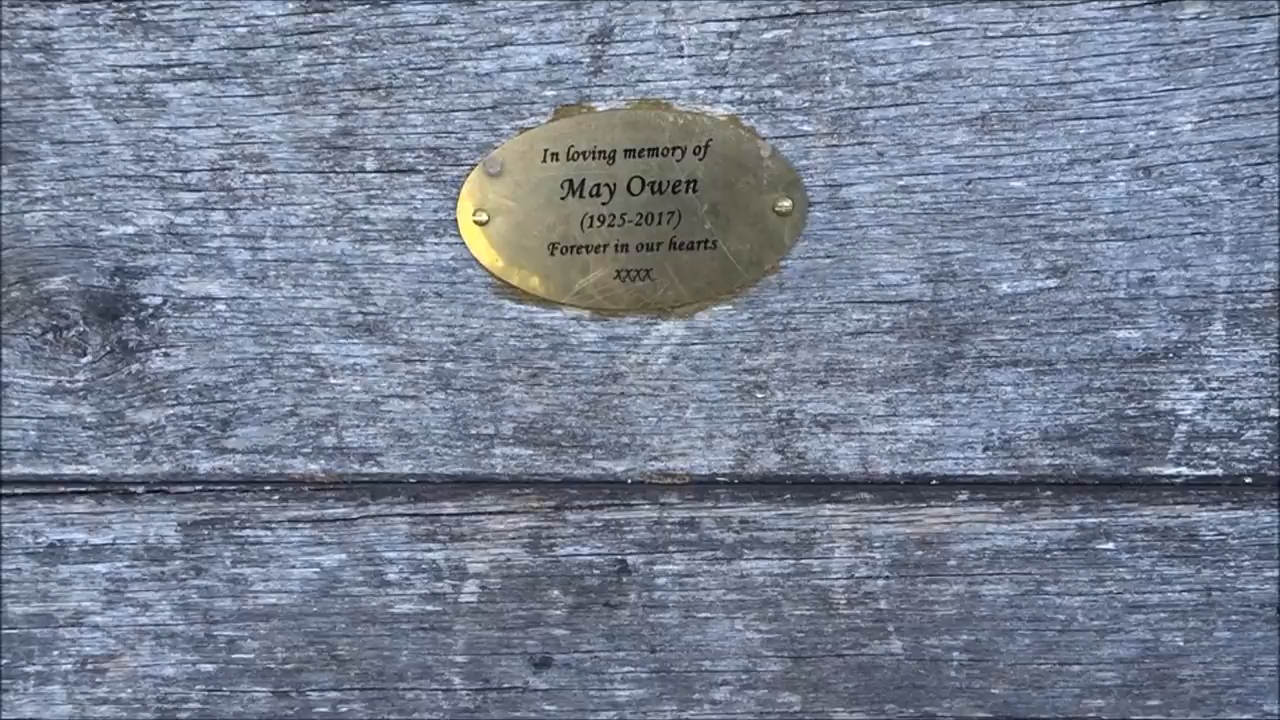 In loving memory of
May Owen
(1925-2017)
Forever in our hearts
xxxx